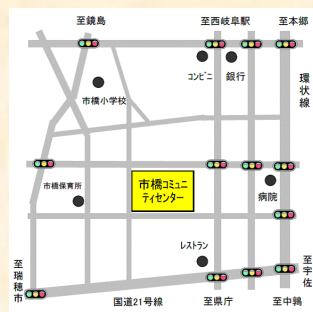 至鏡島
至西岐阜駅
至本郷
コンビニ
銀行
環状線
市橋小学校
市橋保育所
市橋コミュニ
ティセンター
病院
レストラン
至瑞穂市
至宇佐
国道21号線
至県庁
至中鶉